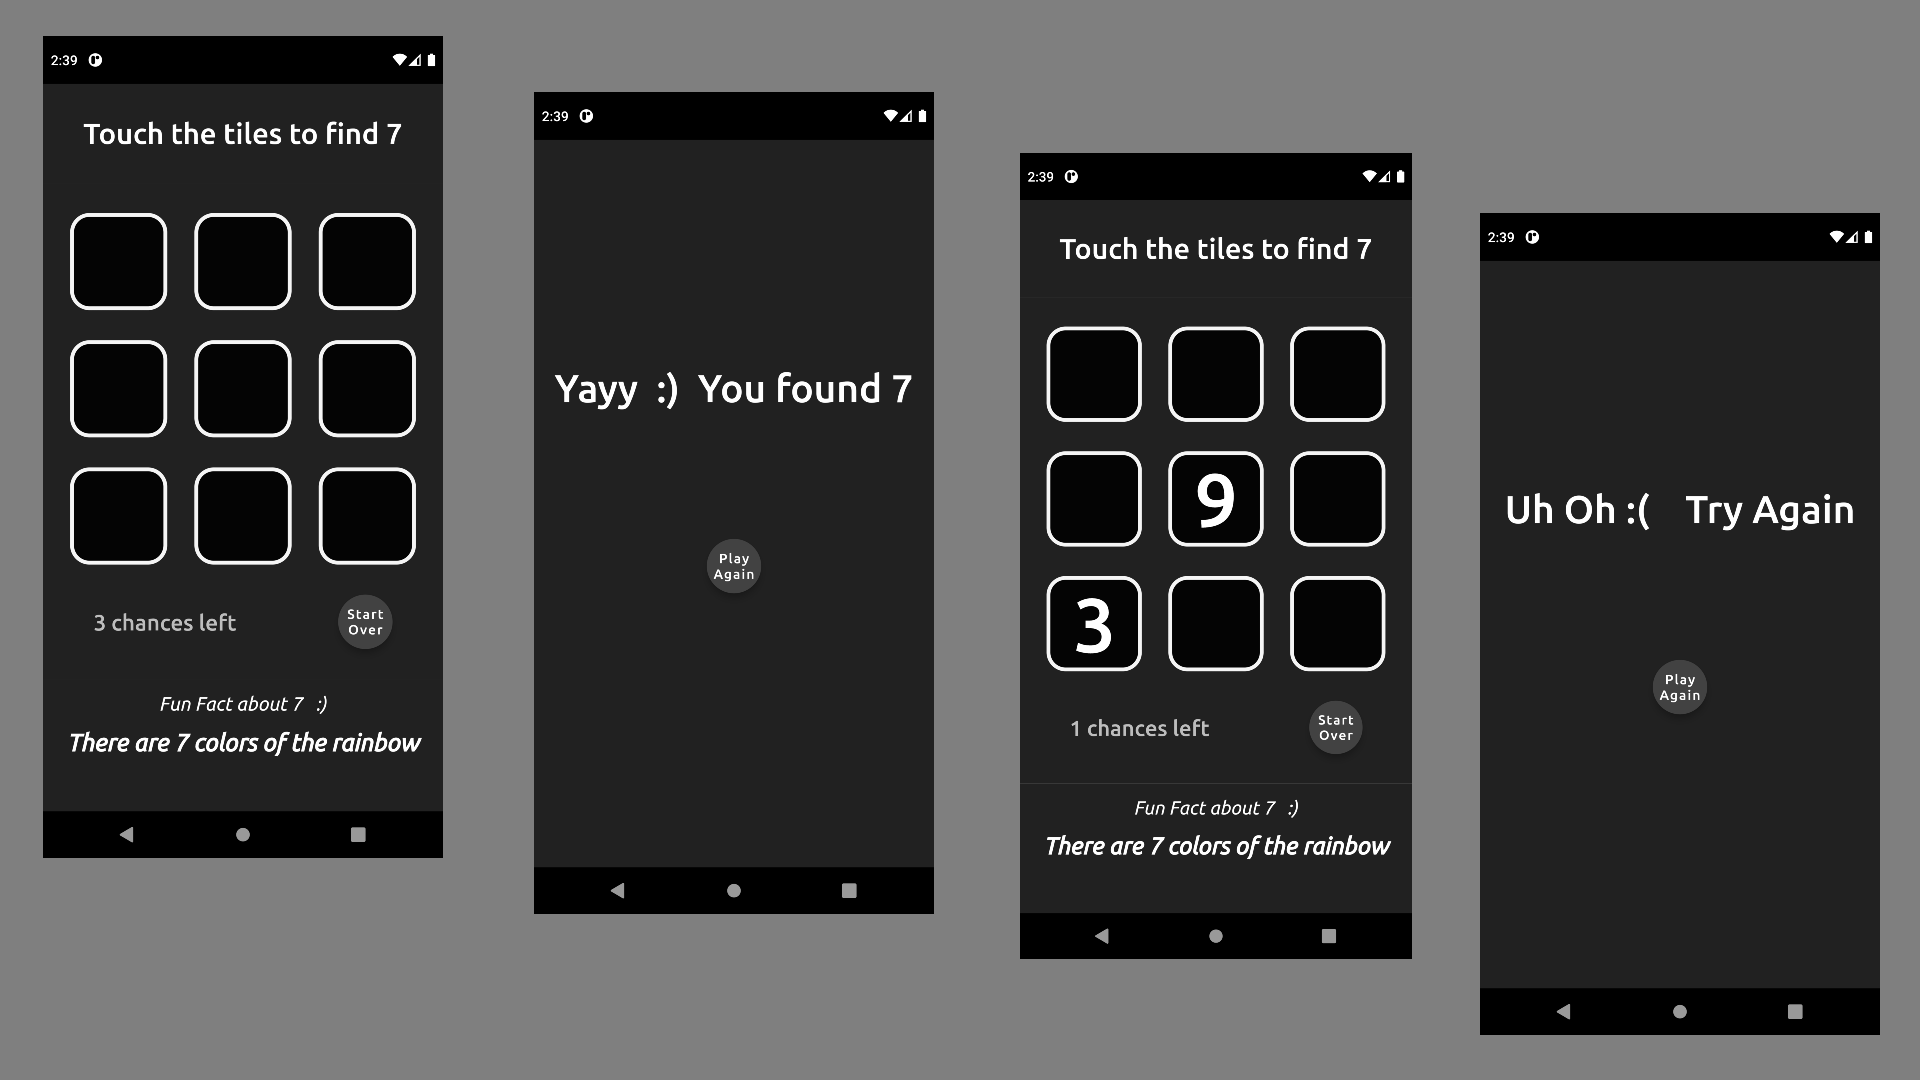 2:39
Touch the tiles to find 7
3 chances left
Start
Over
Fun Fact about 7 :)
There are 7 colors of the rainbow
2:39
Yayy :) You found 7
Play
Again
2:39
Touch the tiles to find 7
9
3
1 chances left
Start
Over
Fun Fact about 7 :)
There are 7 colors of the rainbow
2:39
Uh Oh :( Try Again
Play
Again